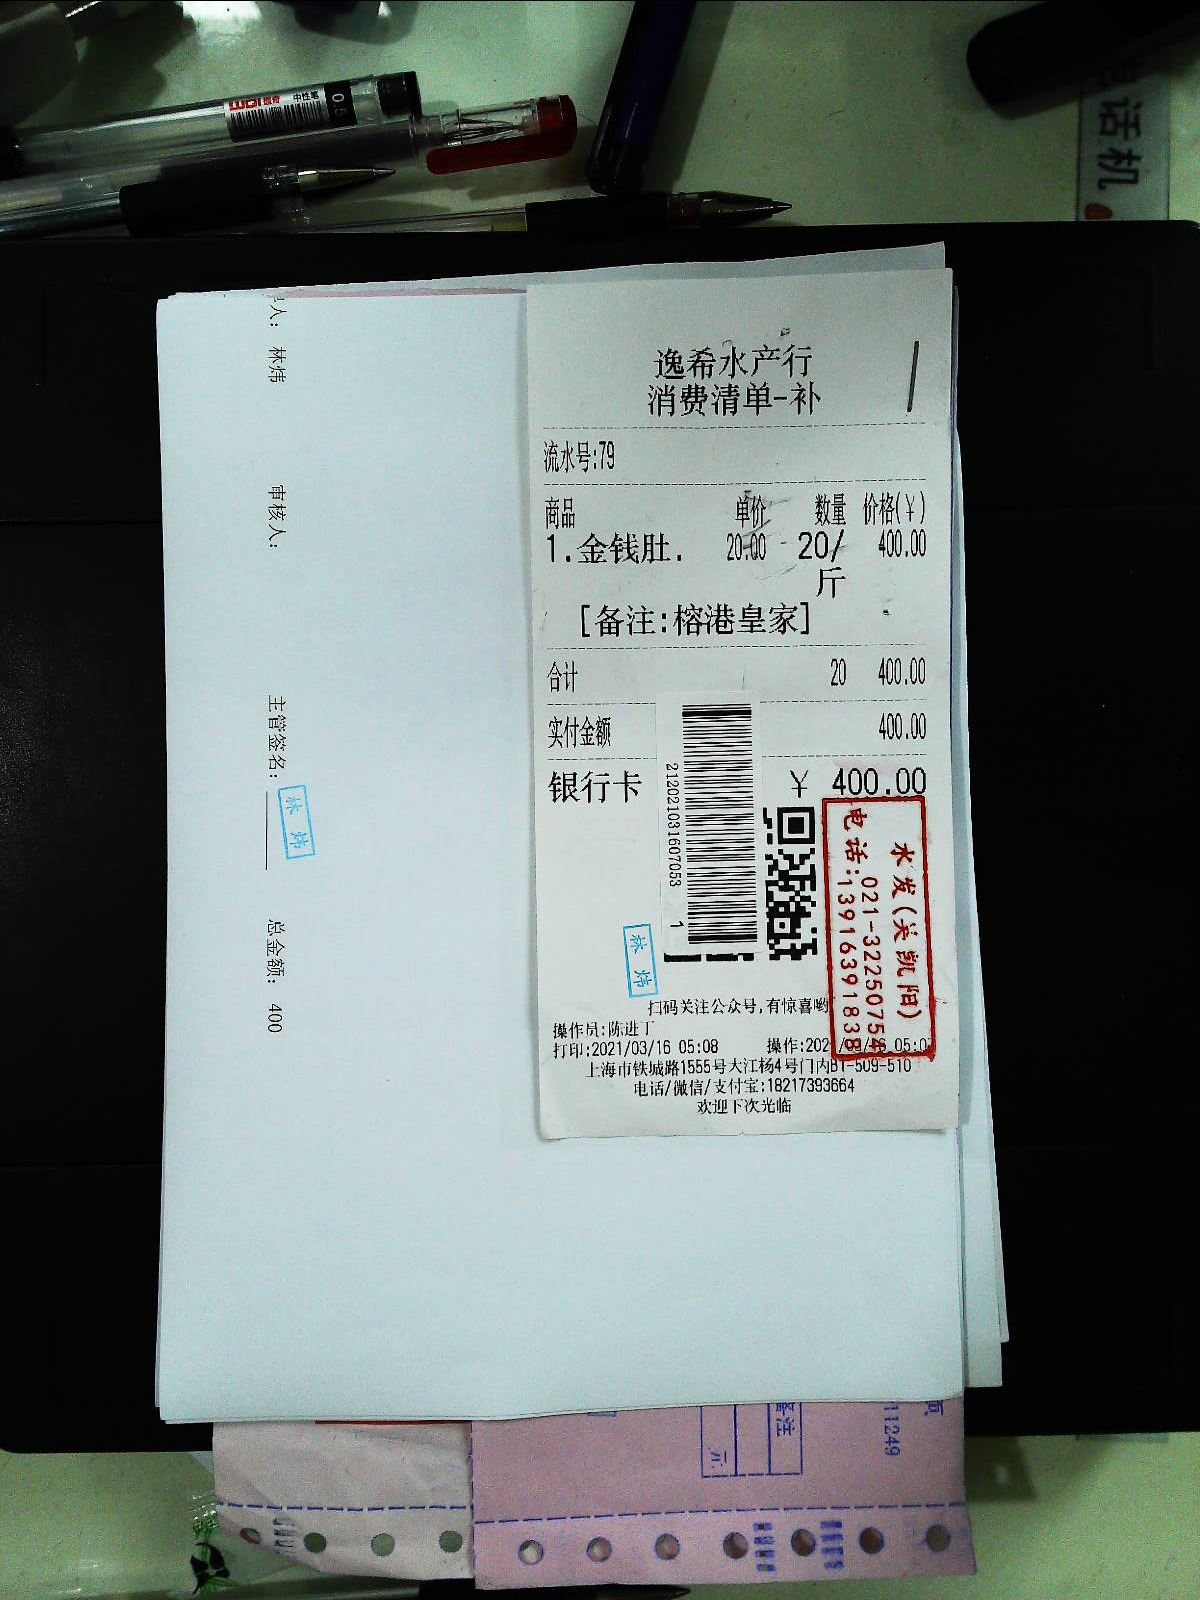 中性笔
0.5
话机
逸希水产行
消费清单-补
流水号:79
商品 单价 数量 价格(￥)
1.金钱肚. 20.00 20/斤 400.00
[备注:榕港皇家]
合计 20 400.00
实付金额 400.00
银行卡 ￥ 400.00
212021031607053 1
水发(吴凯阳)
021-32250754
电话:13916391838
林炜
扫码关注公众号,有惊喜哟
操作员:陈进丁
打印:2021/03/16 05:08 操作:202 05:0
上海市铁城路1555号大江杨4号门内B1-509-510
电话/微信/支付宝:18217393664
欢迎下次光临
人: 林炜
审核人:
主管签名:
林炜
总金额: 400
备注
元
11249